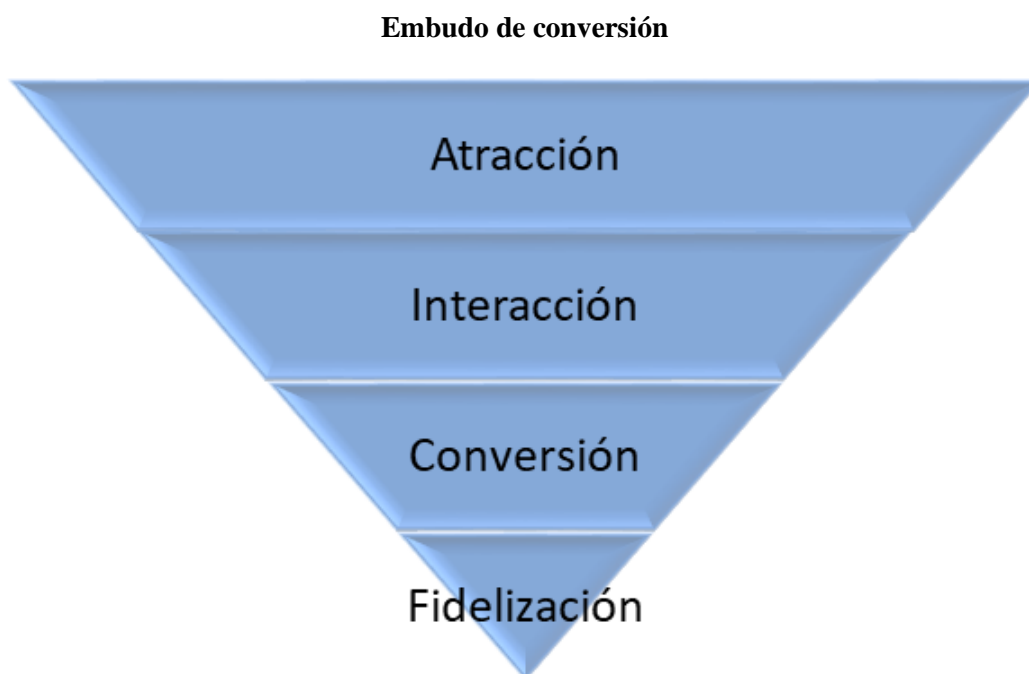 Embudo de conversión
Atracción
Interacción
Conversión
Fidelización